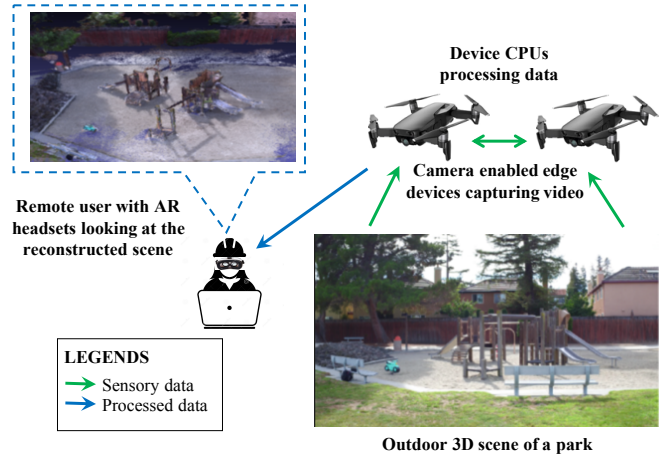 Device CPUs
processing data
Camera enabled edge
devices capturing video
Remote user with AR
headsets looking at the
reconstructed scene
LEGENDS
Sensory data
Processed data
Outdoor 3D scene of a park